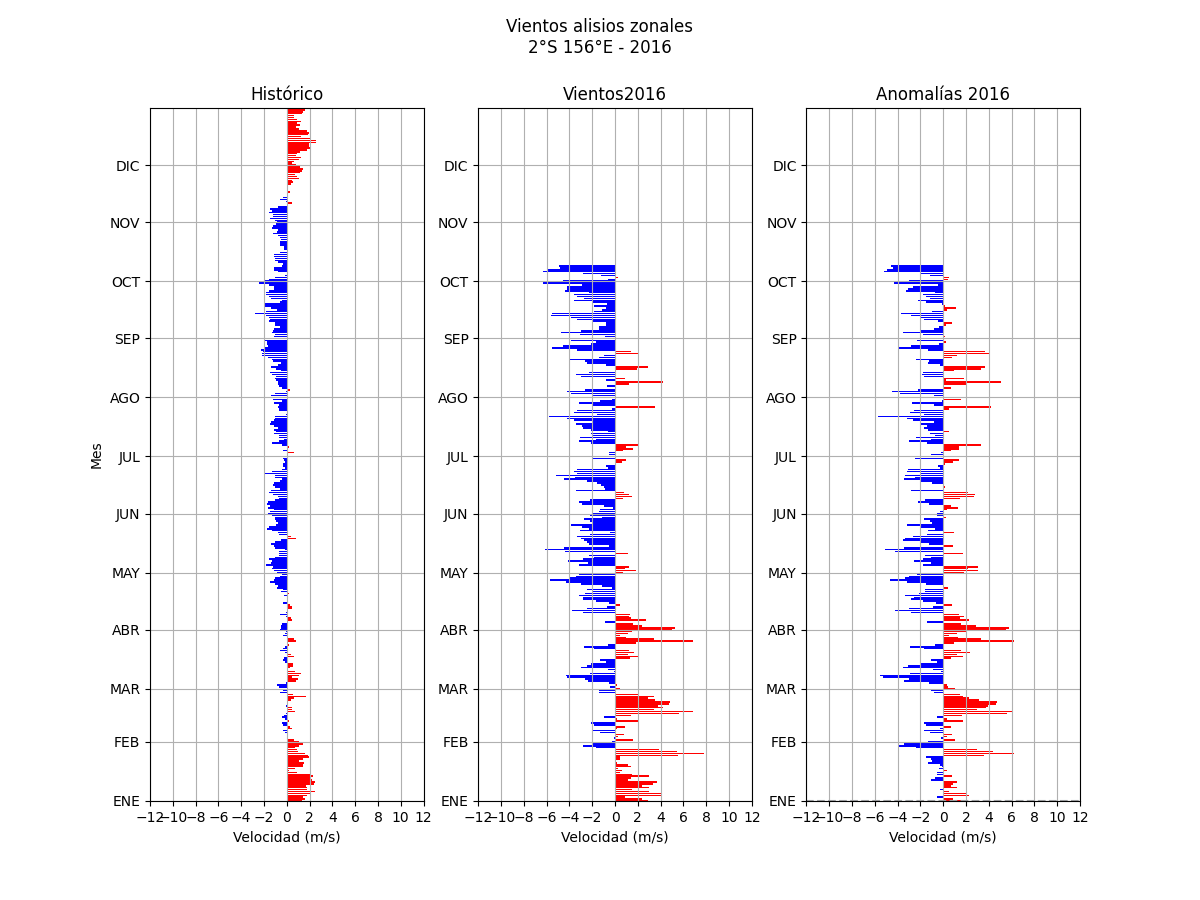 Vientos alisios zonales
2°S 156°E - 2016
Histórico
Vientos2016
Anomalías 2016
DIC
NOV
OCT
SEP
AGO
JUL
JUN
MAY
ABR
MAR
FEB
ENE
Mes
−12 −10 −8 −6 −4 −2 0 2 4 6 8 10 12
Velocidad (m/s)
DIC
NOV
OCT
SEP
AGO
JUL
JUN
MAY
ABR
MAR
FEB
ENE
−12 −10 −8 −6 −4 −2 0 2 4 6 8 10 12
Velocidad (m/s)
DIC
NOV
OCT
SEP
AGO
JUL
JUN
MAY
ABR
MAR
FEB
ENE
−12 −10 −8 −6 −4 −2 0 2 4 6 8 10 12
Velocidad (m/s)